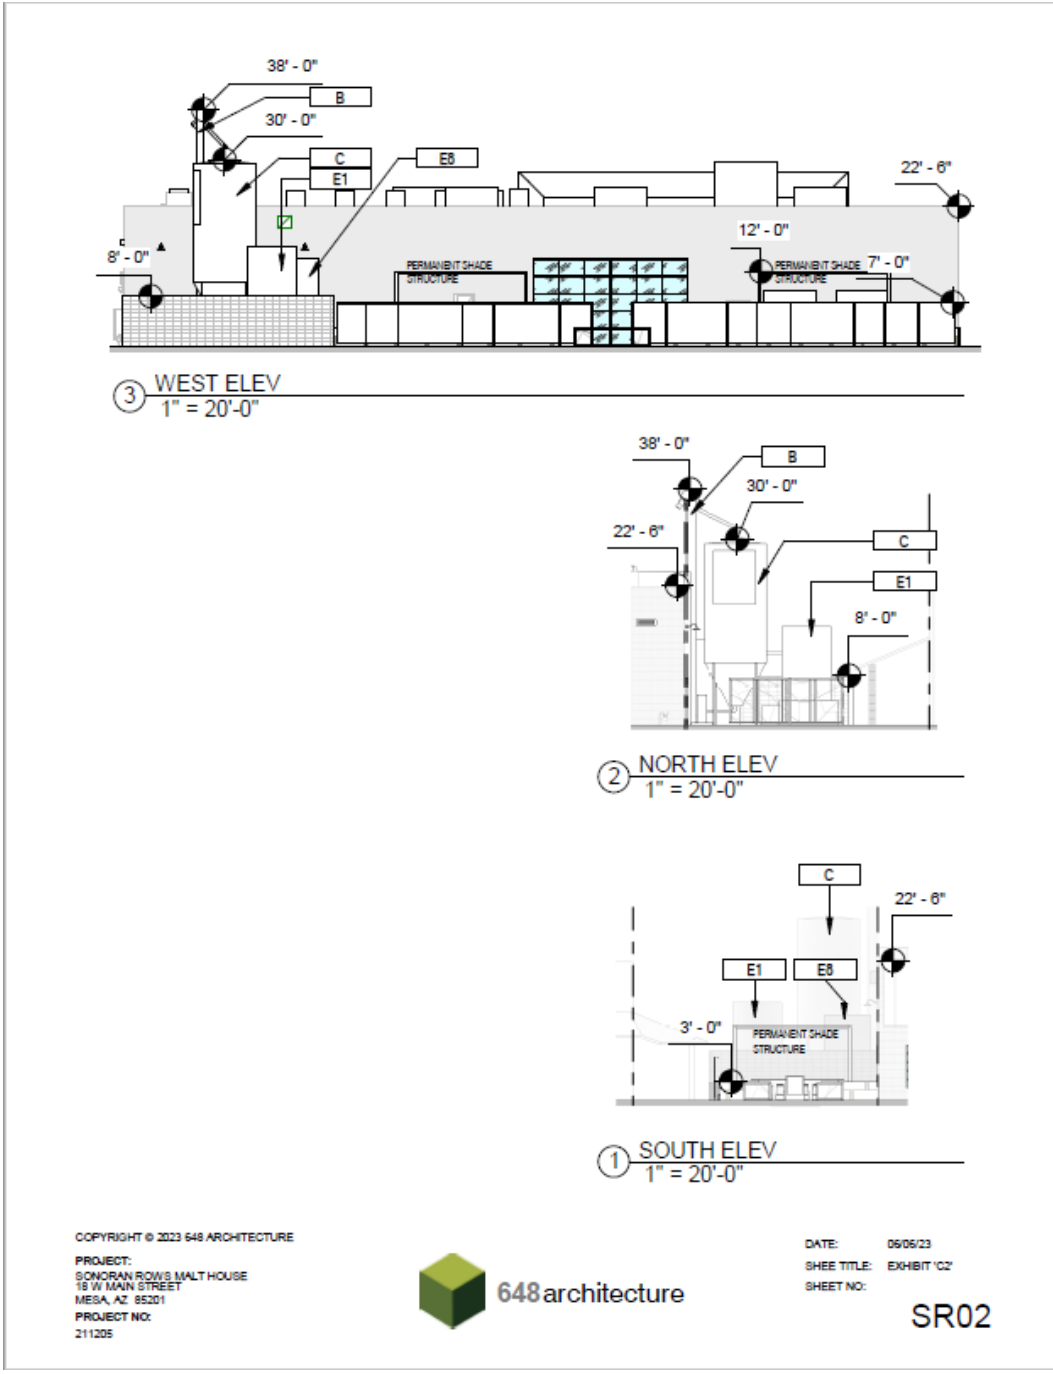 38' - 0"
B
30' - 0"
C
E8
E1
22' - 6"
12' - 0"
8' - 0"
PERMANENT SHADE
STRUCTURE
PERMANENT SHADE
STRUCTURE
7' - 0"
3 WEST ELEV
1" = 20'-0"
38' - 0"
B
30' - 0"
22' - 6"
C
E1
8' - 0"
2 NORTH ELEV
1" = 20'-0"
C
22' - 6"
E1
E8
3' - 0"
PERMANENT SHADE
STRUCTURE
1 SOUTH ELEV
1" = 20'-0"
COPYRIGHT © 2023 648 ARCHITECTURE
PROJECT:
SONORAN ROWS MALT HOUSE
18 W MAIN STREET
MESA, AZ 85201
PROJECT NO:
211205
648 architecture
DATE: 06/06/23
SHEE TITLE: EXHIBIT 'C2'
SHEET NO:
SR02